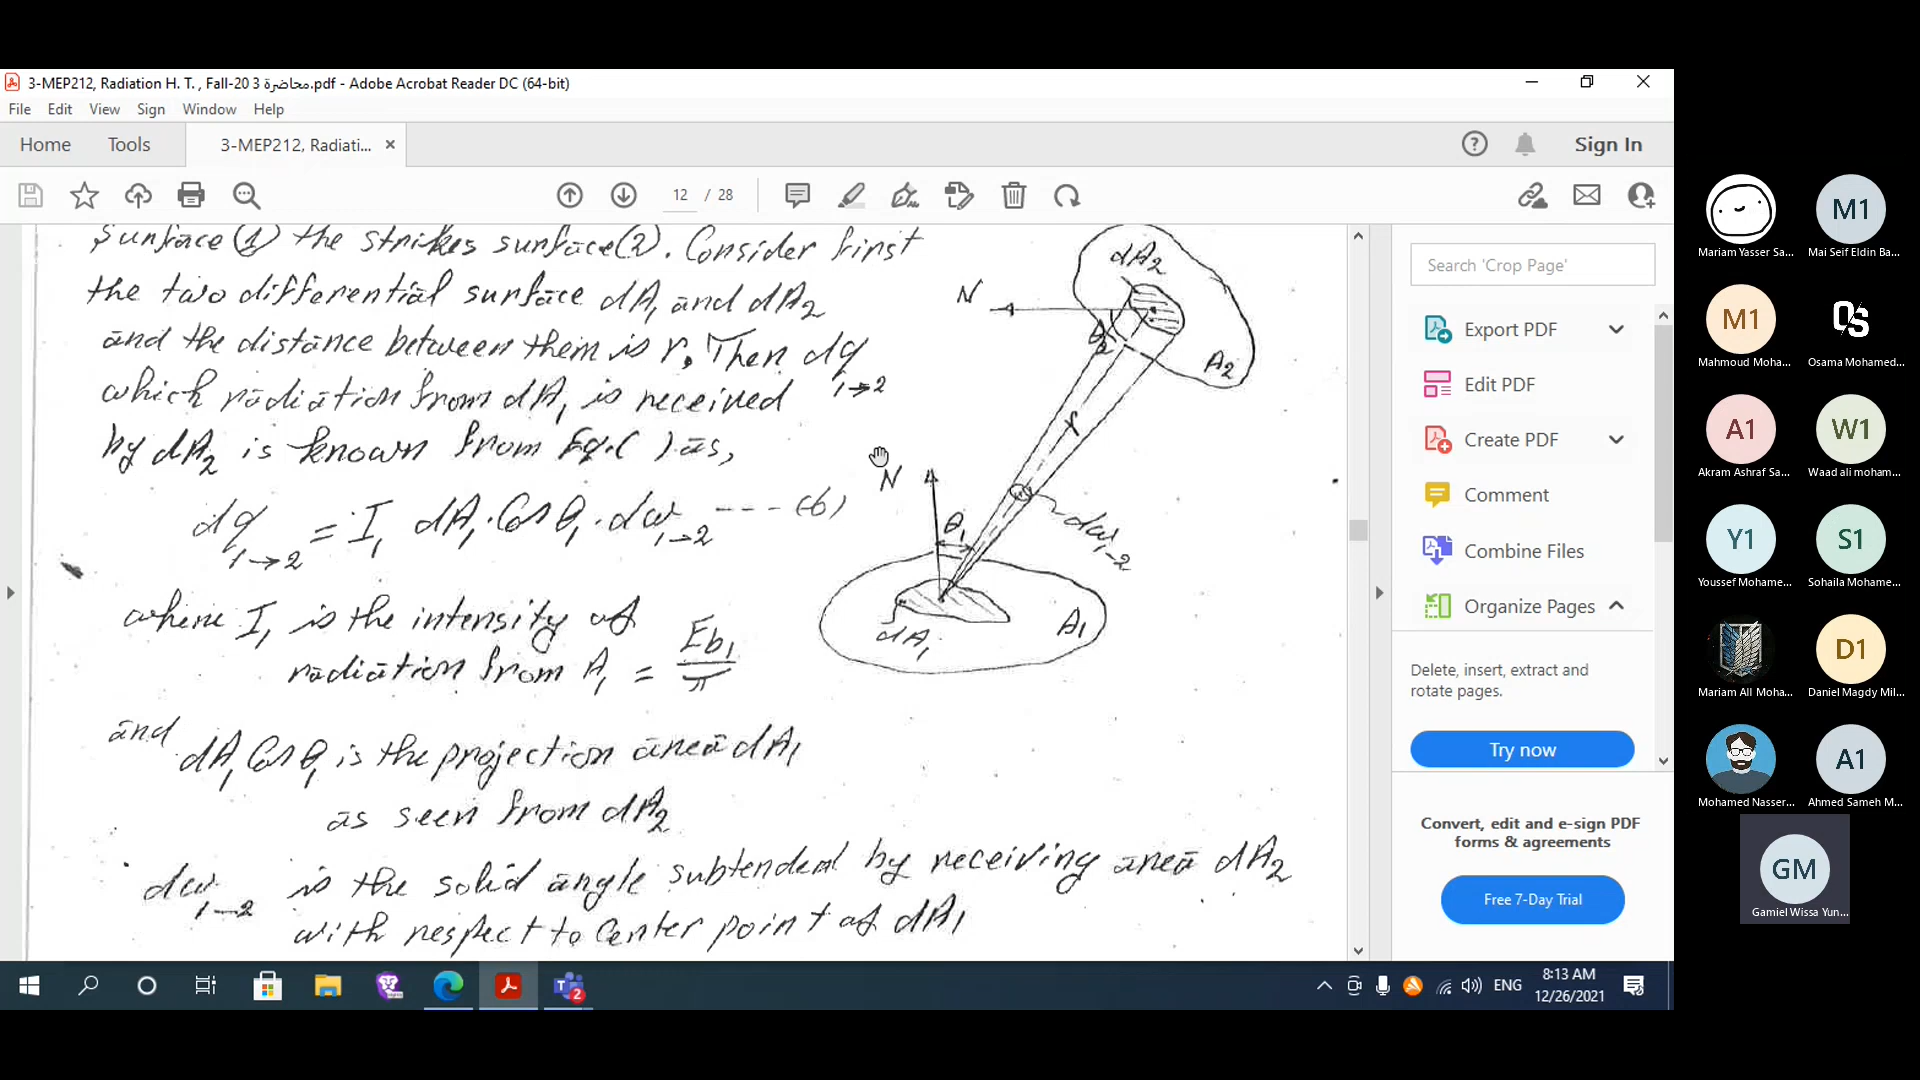 3-MEP212, Radiation H. T. , Fall-20 3 محاضرة.pdf - Adobe Acrobat Reader DC (64-bit)
File Edit View Sign Window Help
Home Tools 3-MEP212, Radiati... × Sign In
12 / 28
Surface (1) the strikes surface (2). Consider first
the two differential surface dA1 and dA2
and the distance between them is r. Then dq1→2
which radiation from dA1 is received
by dA2 is known from Eq.( ) as,
dq1→2 = I1 dA1 . Cos θ1 . dω1→2 ---- (6)
where I1 is the intensity of
radiation from A1 = Eb1/π
and dA1 Cos θ1 is the projection area dA1
as seen from dA2
dω1-2 is the solid angle subtended by receiving area dA2
with respect to center point of dA1
dA2
N
θ2
A2
r
N
θ1
dω1-2
dA1
A1
Search 'Crop Page'
Export PDF
Edit PDF
Create PDF
Comment
Combine Files
Organize Pages
Delete, insert, extract and
rotate pages.
Try now
Convert, edit and e-sign PDF
forms & agreements
Free 7-Day Trial
M1
Mariam Yasser Sa... Mai Seif Eldin Ba...
M1 OS
Mahmoud Moha... Osama Mohamed...
A1 W1
Akram Ashraf Sa... Waad ali moham...
Y1 S1
Youssef Mohame... Sohaila Mohame...
D1
Mariam All Moha... Daniel Magdy Mil...
A1
Mohamed Nasser... Ahmed Sameh M...
GM
Gamiel Wissa Yun...
2
ENG
8:13 AM
12/26/2021